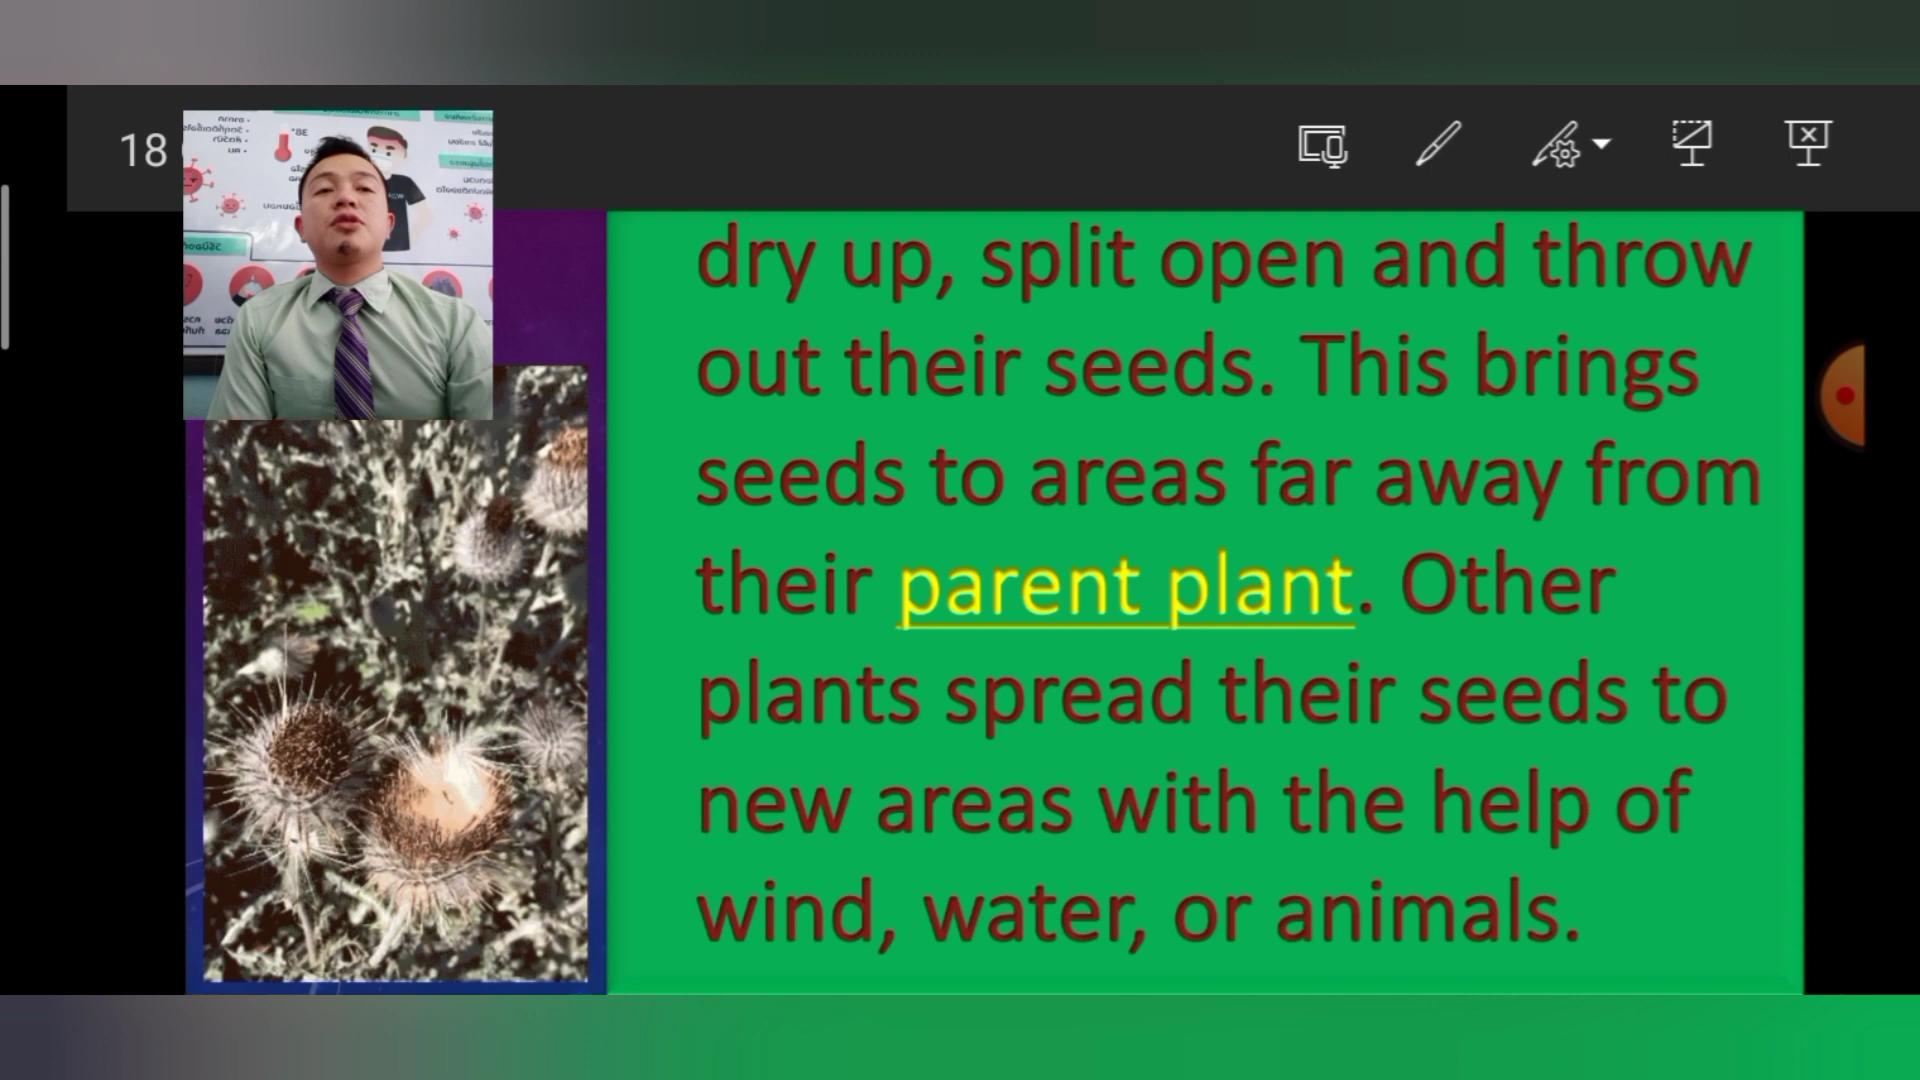 18
dry up, split open and throw
out their seeds. This brings
seeds to areas far away from
their parent plant. Other
plants spread their seeds to
new areas with the help of
wind, water, or animals.